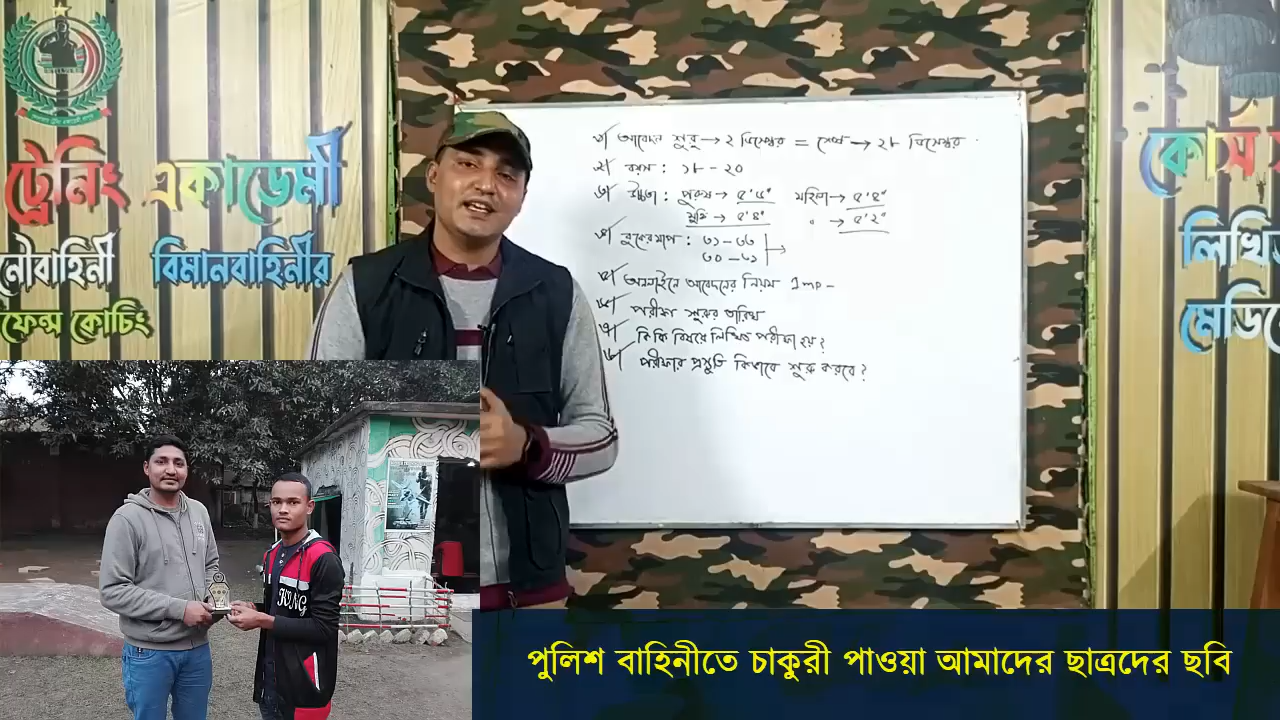 ট্রেনিং একাডেমী
নৌবাহিনী বিমানবাহিনীর
কোচিং
কোর্স
লিখিত
১/ আবেদন শুরু → ২ ডিসেম্বর = শেষ → ২৮ ডিসেম্বর
২/ বয়স : ১৮ - ২০
৩/ উচ্চতা : পুরুষ → ৫'৬" মহিলা → ৫'৪"
→ ৫'৪" " → ৫'২"
৪/ বুকের মাপ : ৩১ - ৩৩
৩০ - ৩১
৫/ অনলাইনে আবেদনের নিয়ম Imp -
৬/ পরীক্ষা শুরুর তারিখ
৭/ কি কি বিষয়ে লিখিত পরীক্ষা হয় ?
৮/ পরীক্ষার প্রস্তুতি কিভাবে শুরু করবে ?
পুলিশ বাহিনীতে চাকুরী পাওয়া আমাদের ছাত্রদের ছবি